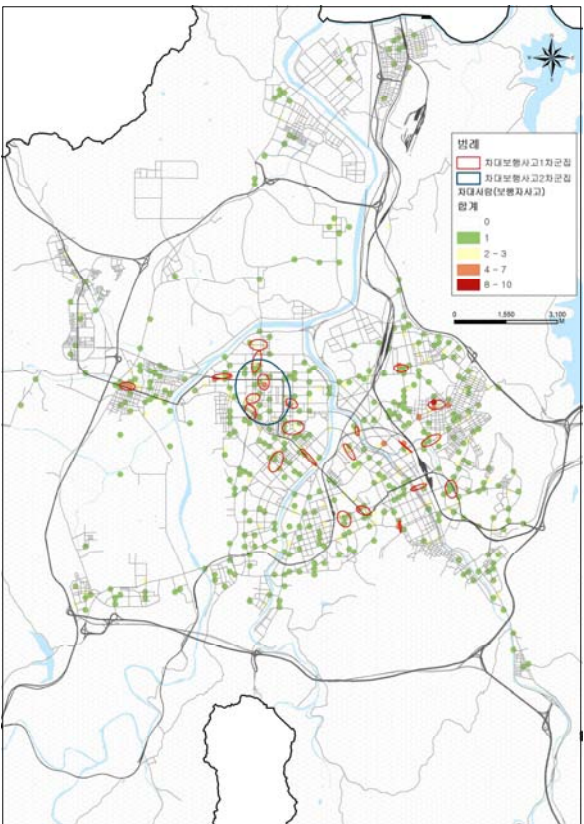 N
범례
차대보행사고1차군집
차대보행사고2차군집
차대사람(보행자사고)
합계
0
1
2 - 3
4 - 7
8 - 10
0 1,550 3,100
M